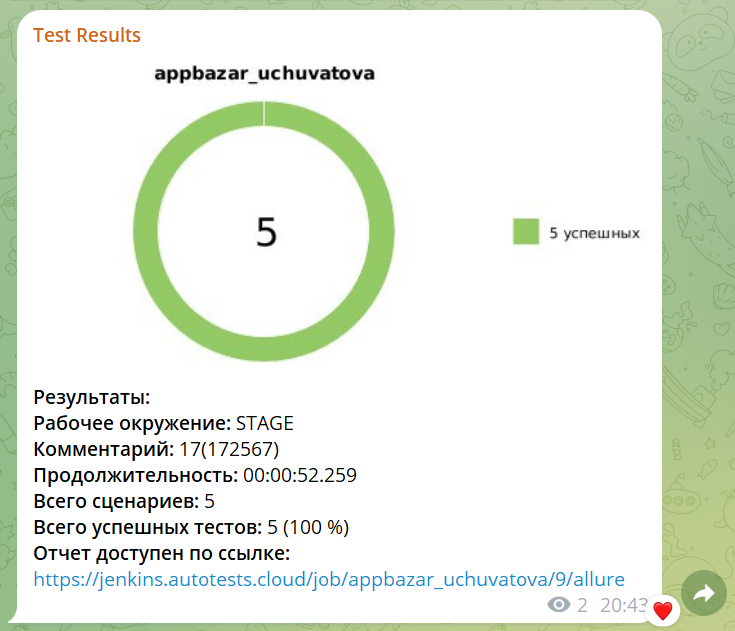 Test Results
appbazar_uchuvatova
5
5 успешных
Результаты:
Рабочее окружение: STAGE
Комментарий: 17(172567)
Продолжительность: 00:00:52.259
Всего сценариев: 5
Всего успешных тестов: 5 (100 %)
Отчет доступен по ссылке:
https://jenkins.autotests.cloud/job/appbazar_uchuvatova/9/allure
2 20:43